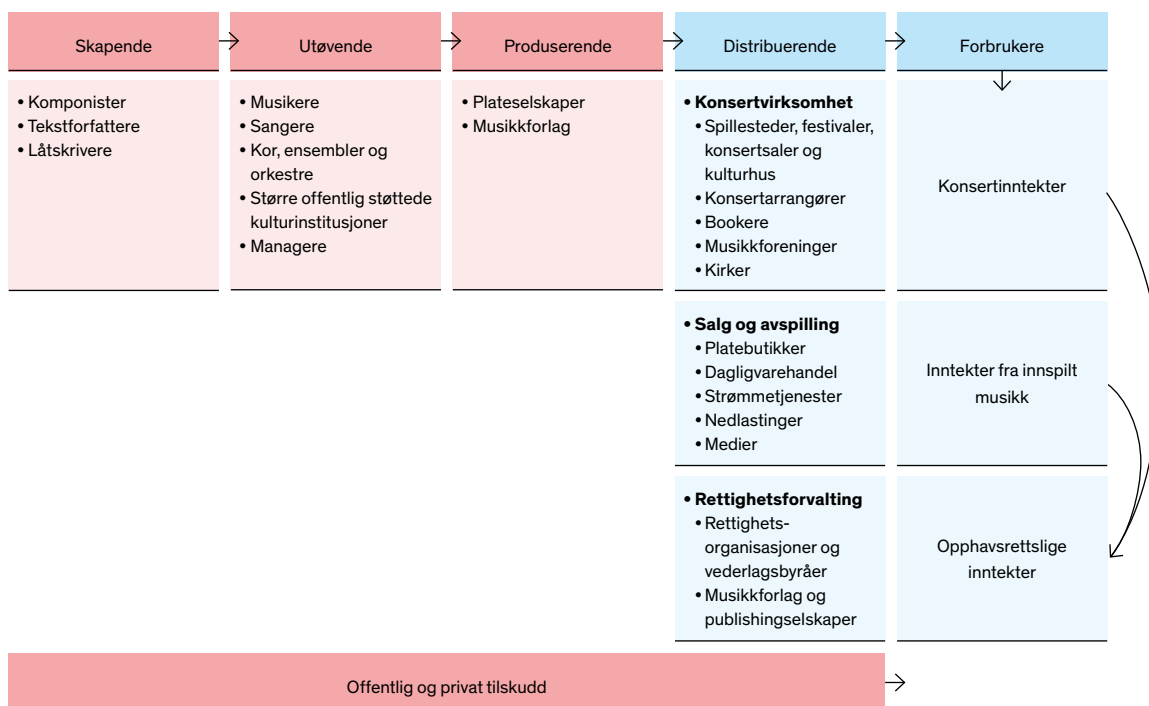 Skapende
Utøvende
Produserende
Distribuerende
Forbrukere
• Komponister
• Tekstforfattere
• Låtskrivere
• Musikere
• Sangere
• Kor, ensembler og
orkestre
• Større offentlig støttede
kulturinstitusjoner
• Managere
• Plateselskaper
• Musikkforlag
• Konsertvirksomhet
• Spillesteder, festivaler,
konsertsaler og
kulturhus
• Konsertarrangører
• Bookere
• Musikkforeninger
• Kirker
Konsertinntekter
• Salg og avspilling
• Platebutikker
• Dagligvarehandel
• Strømmetjenester
• Nedlastinger
• Medier
Inntekter fra innspilt
musikk
• Rettighetsforvalting
• Rettighets-
organisasjoner og
vederlagsbyråer
• Musikkforlag og
publishingselskaper
Opphavsrettslige
inntekter
Offentlig og privat tilskudd